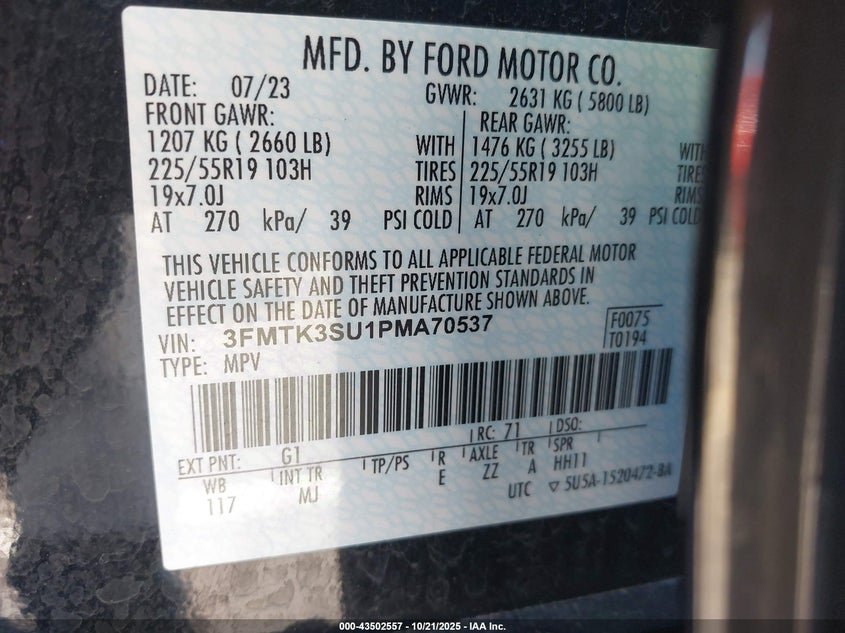 MFD. BY FORD MOTOR CO.
DATE: 07/23 GVWR: 2631 KG ( 5800 LB)
FRONT GAWR: REAR GAWR:
1207 KG ( 2660 LB) WITH 1476 KG ( 3255 LB) WITH
225/55R19 103H TIRES 225/55R19 103H TIRES
19x7.0J RIMS 19x7.0J RIMS
AT 270 kPa/ 39 PSI COLD AT 270 kPa/ 39 PSI COLD
THIS VEHICLE CONFORMS TO ALL APPLICABLE FEDERAL MOTOR
VEHICLE SAFETY AND THEFT PREVENTION STANDARDS IN
EFFECT ON THE DATE OF MANUFACTURE SHOWN ABOVE.
VIN: 3FMTK3SU1PMA70537 F0075
TYPE: MPV T0194
EXT PNT: G1 RC: 71 DSO:
WB INT TR TP/PS R AXLE TR SPR
117 MJ E ZZ A HH11
UTC ▽ 5U5A-1520472-BA
000-43502557 - 10/21/2025 - IAA Inc.